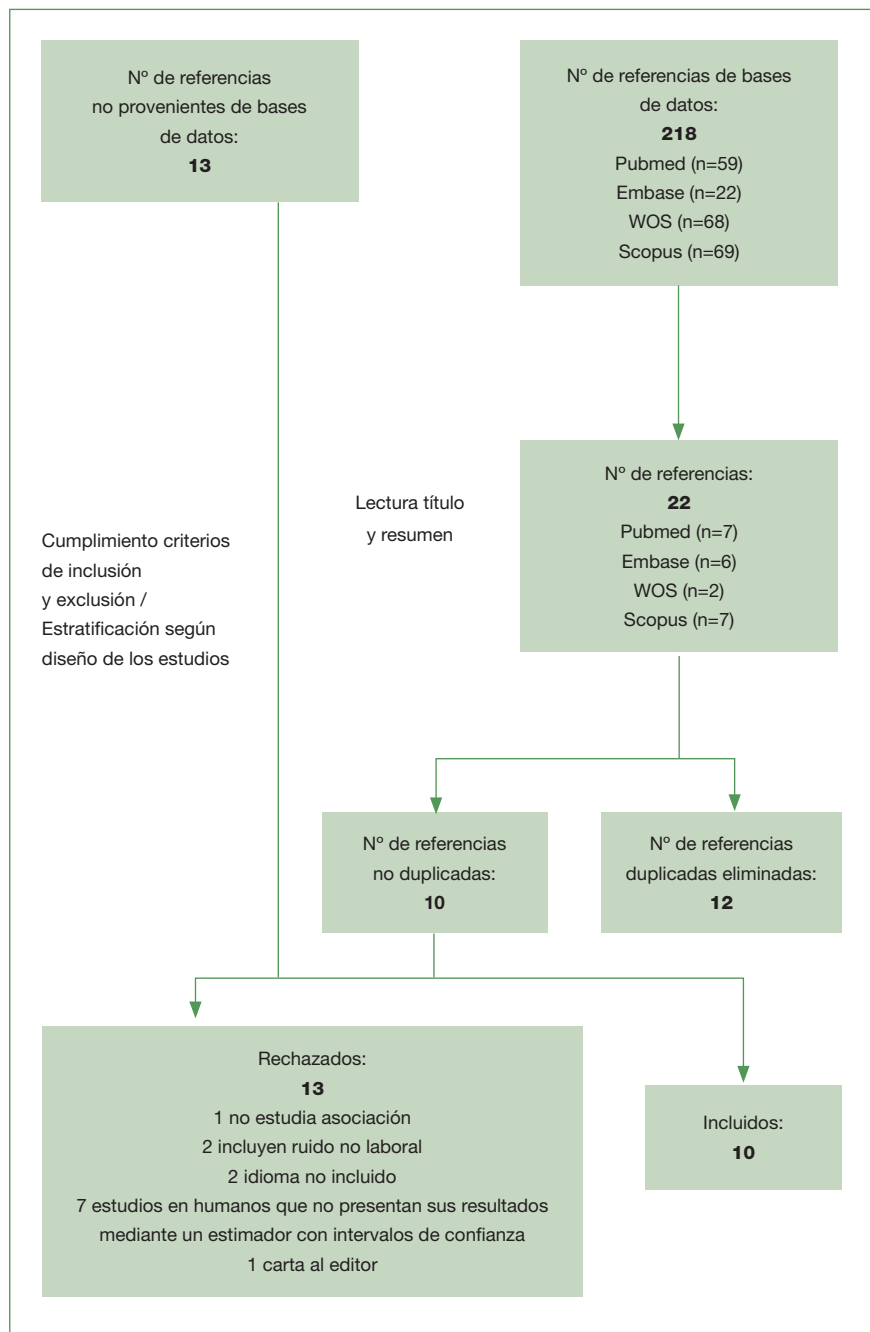 Nº de referencias
no provenientes de bases
de datos:
13
Nº de referencias de bases
de datos:
218
Pubmed (n=59)
Embase (n=22)
WOS (n=68)
Scopus (n=69)
Lectura título
y resumen
Nº de referencias:
22
Pubmed (n=7)
Embase (n=6)
WOS (n=2)
Scopus (n=7)
Cumplimiento criterios
de inclusión
y exclusión /
Estratificación según
diseño de los estudios
Nº de referencias
no duplicadas:
10
Nº de referencias
duplicadas eliminadas:
12
Rechazados:
13
1 no estudia asociación
2 incluyen ruido no laboral
2 idioma no incluido
7 estudios en humanos que no presentan sus resultados
mediante un estimador con intervalos de confianza
1 carta al editor
Incluidos:
10